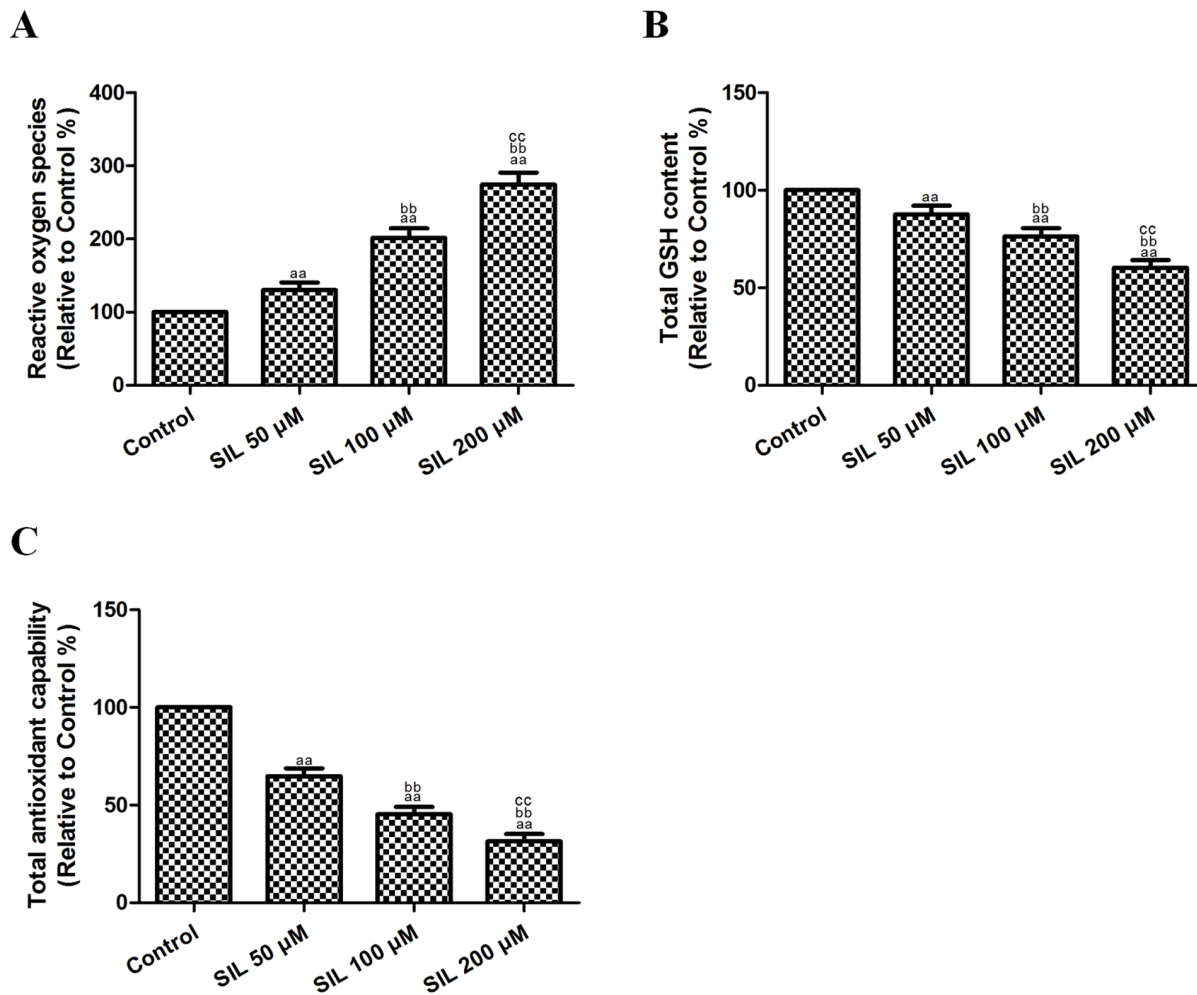 A
Reactive oxygen species
(Relative to Control %)
400
300
200
100
0
aa
bb
aa
cc
bb
aa
Control
SIL 50 µM
SIL 100 µM
SIL 200 µM
B
Total GSH content
(Relative to Control %)
150
100
50
0
aa
bb
aa
cc
bb
aa
Control
SIL 50 µM
SIL 100 µM
SIL 200 µM
C
Total antioxidant capability
(Relative to Control %)
150
100
50
0
aa
bb
aa
cc
bb
aa
Control
SIL 50 µM
SIL 100 µM
SIL 200 µM